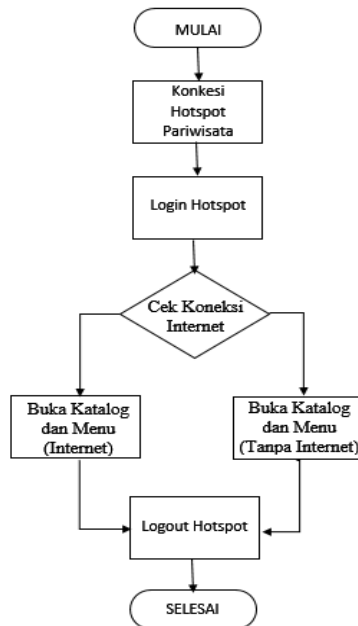 MULAI
Konkesi
Hotspot
Pariwisata
Login Hotspot
Cek Koneksi
Internet
Buka Katalog
dan Menu
(Internet)
Buka Katalog
dan Menu
(Tanpa Internet)
Logout Hotspot
SELESAI